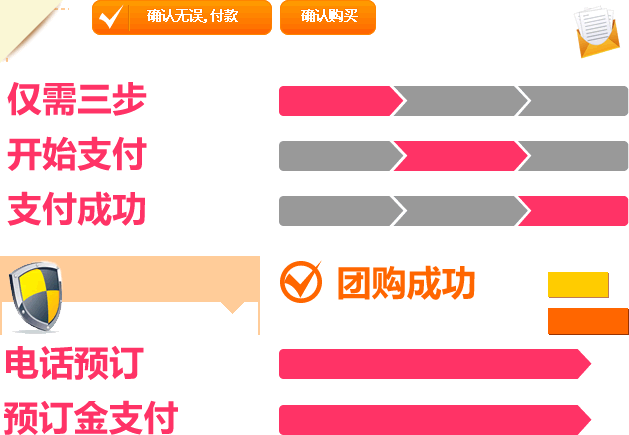 确认无误,付款
确认购买
仅需三步
开始支付
支付成功
团购成功
电话预订
预订金支付